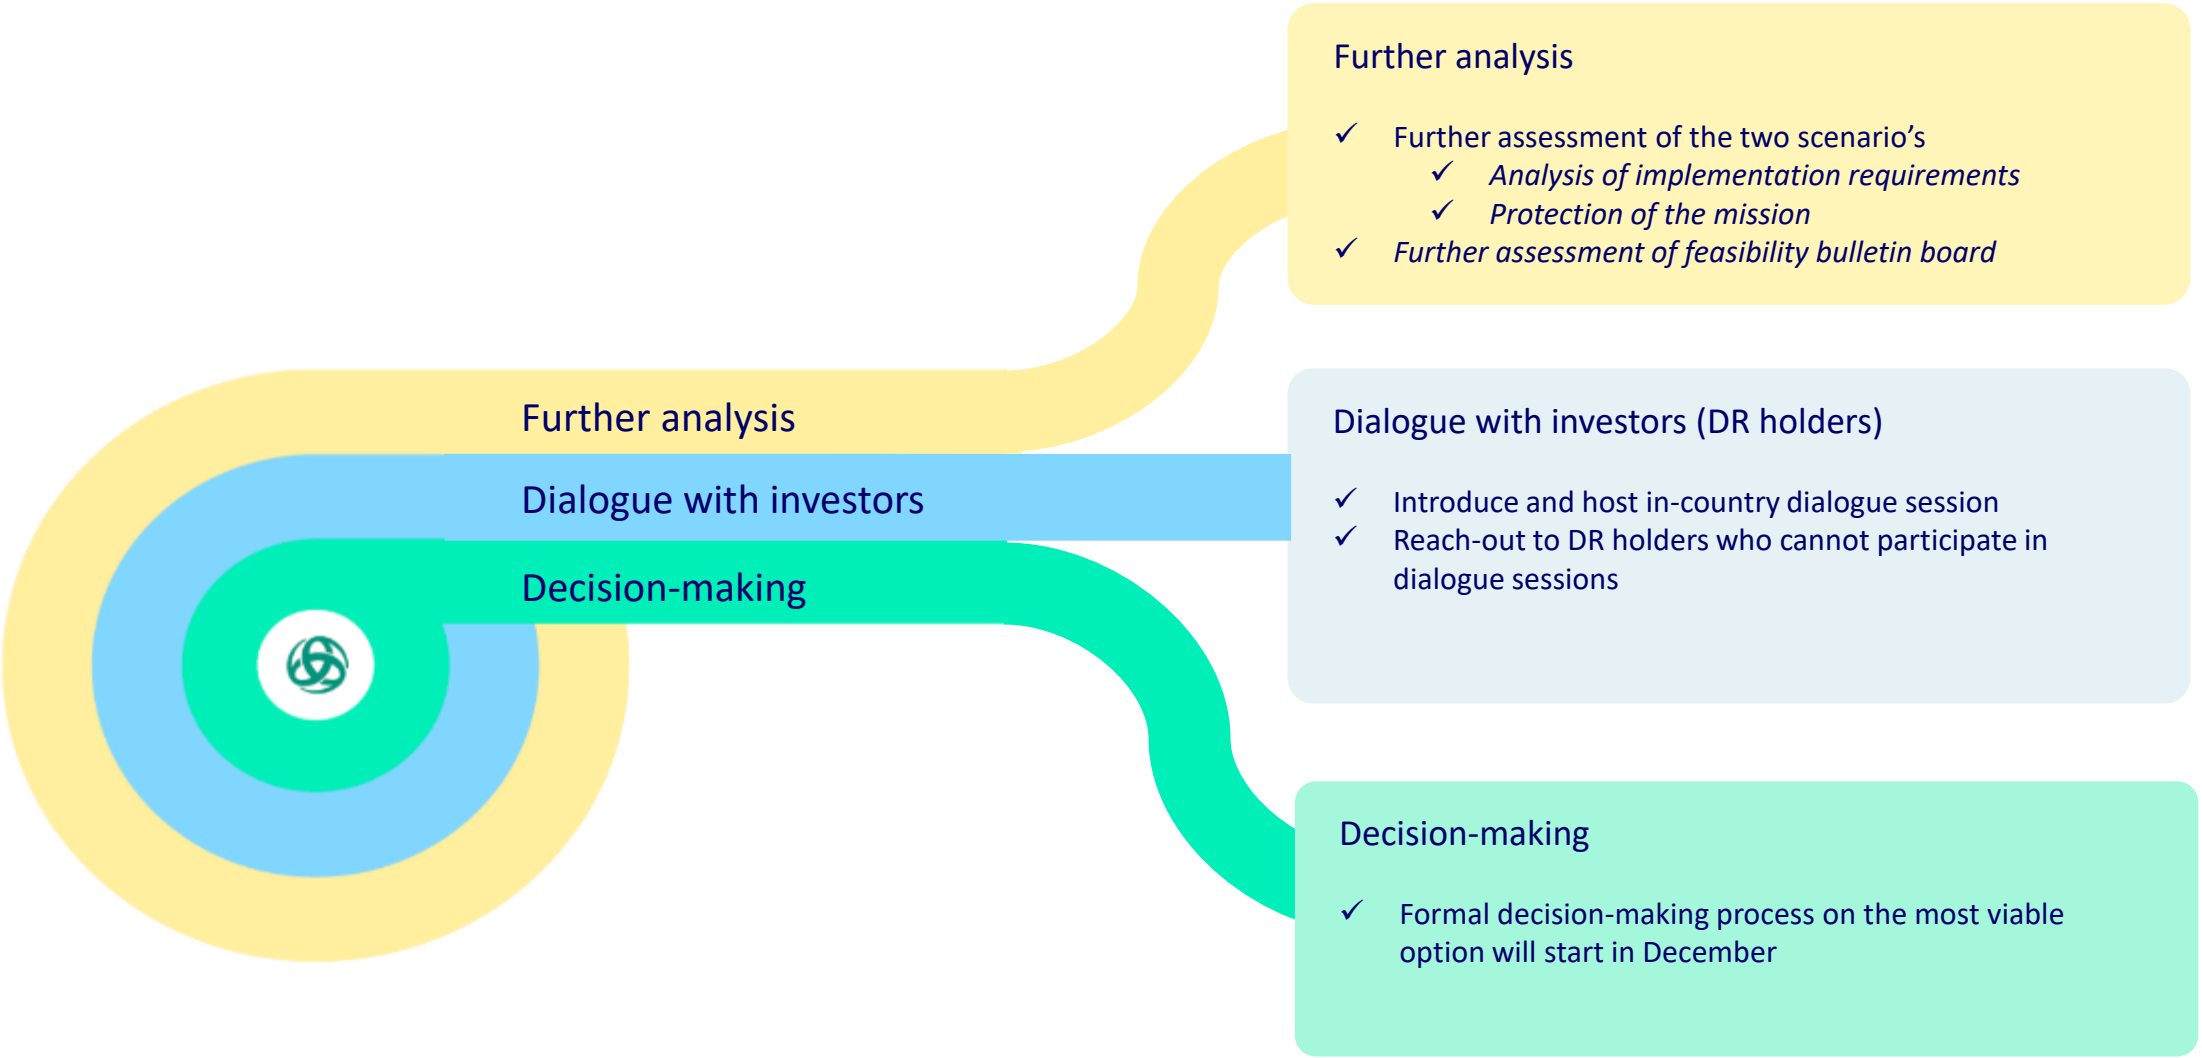 Further analysis
✓ Further assessment of the two scenario’s
✓ Analysis of implementation requirements
✓ Protection of the mission
✓ Further assessment of feasibility bulletin board
Further analysis
Dialogue with investors
Decision-making
Dialogue with investors (DR holders)
✓ Introduce and host in-country dialogue session
✓ Reach-out to DR holders who cannot participate in
dialogue sessions
Decision-making
✓ Formal decision-making process on the most viable
option will start in December